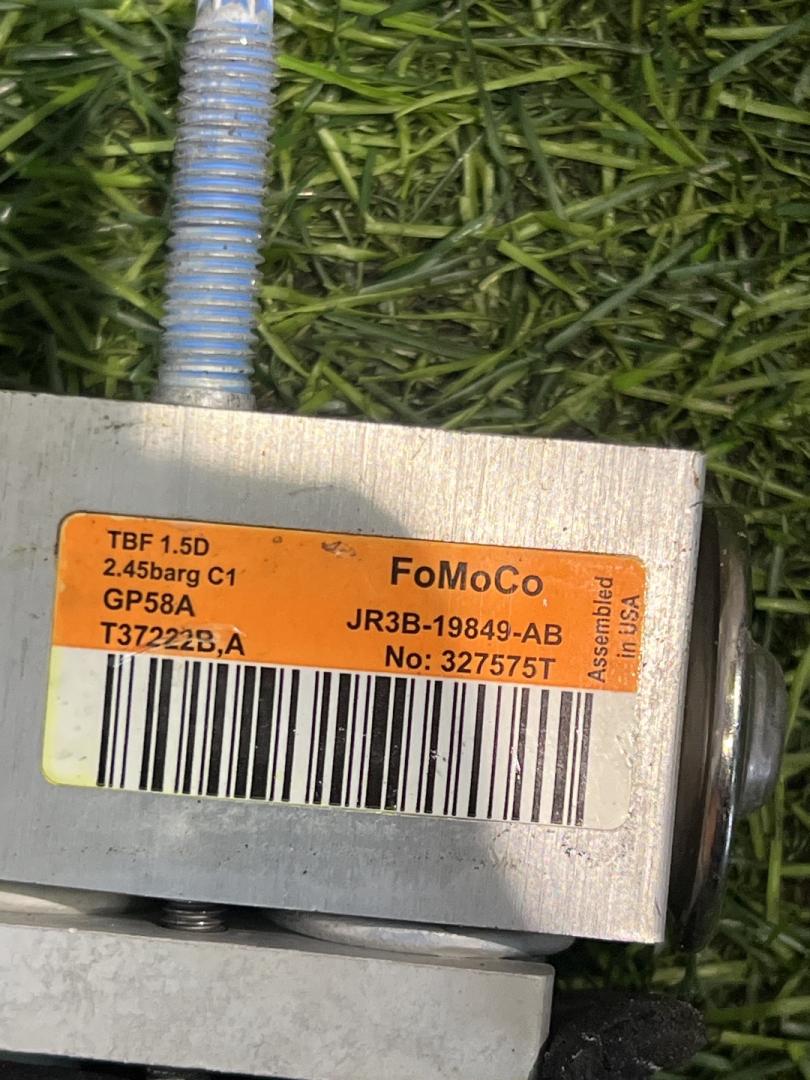 TBF 1.5D
2.45barg C1
GP58A
T37222B,A
FoMoCo
JR3B-19849-AB
No: 327575T
Assembled
in USA